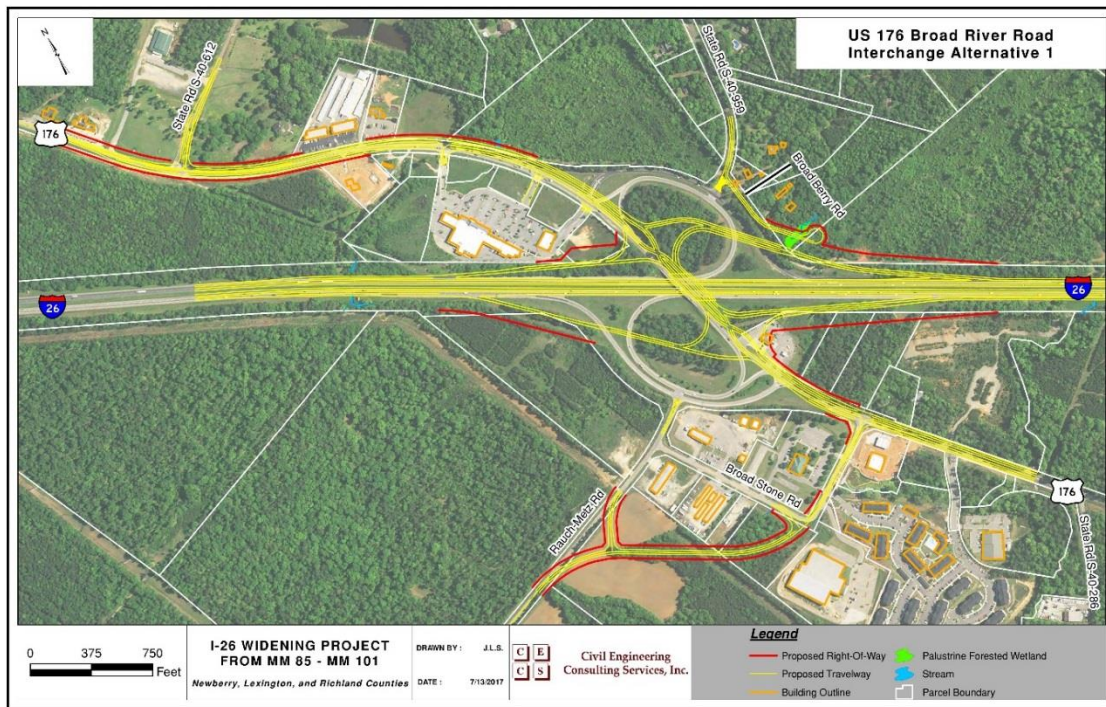 US 176 Broad River Road
Interchange Alternative 1
N
State Rd S-40-612
State Rd S-40-959
176
Broad Berry Rd
26
26
Broad Stone Rd
Rauch-Metz Rd
176
State Rd S-40-286
0 375 750
Feet
I-26 WIDENING PROJECT
FROM MM 85 - MM 101
Newberry, Lexington, and Richland Counties
DRAWN BY : J.L.S.
DATE : 7/13/2017
C E
C S
Civil Engineering
Consulting Services, Inc.
Legend
Proposed Right-Of-Way
Proposed Travelway
Building Outline
Palustrine Forested Wetland
Stream
Parcel Boundary